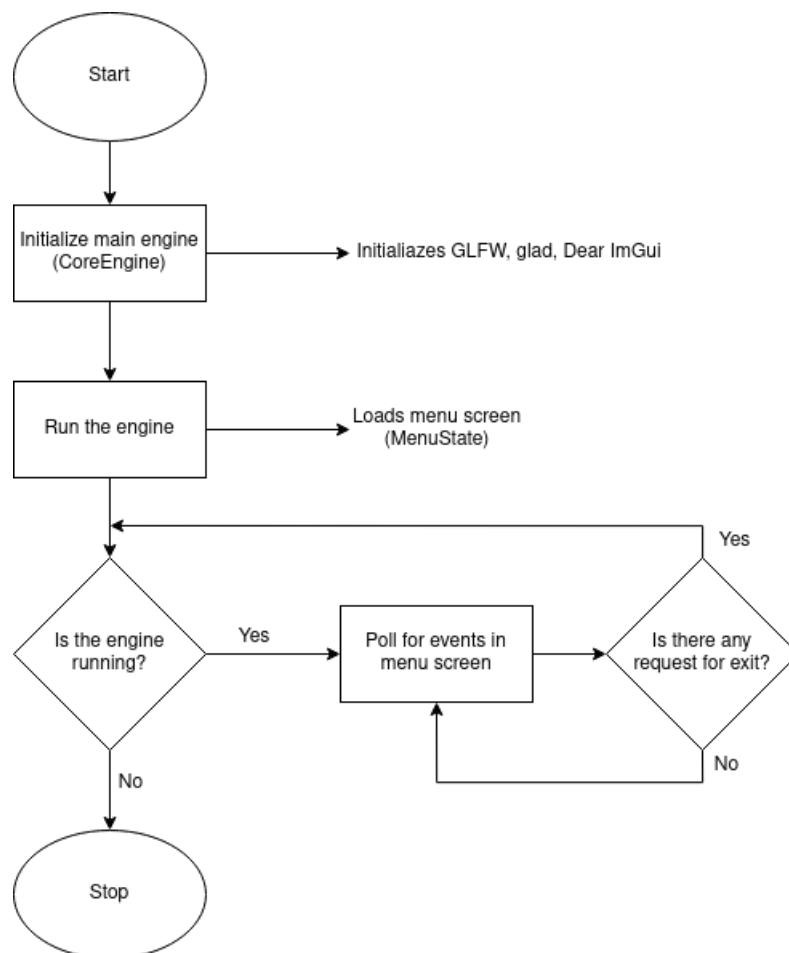 Start
Initialize main engine
(CoreEngine)
Initialiazes GLFW, glad, Dear ImGui
Run the engine
Loads menu screen
(MenuState)
Yes
Is the engine
running?
Yes
Poll for events in
menu screen
Is there any
request for exit?
No
No
Stop